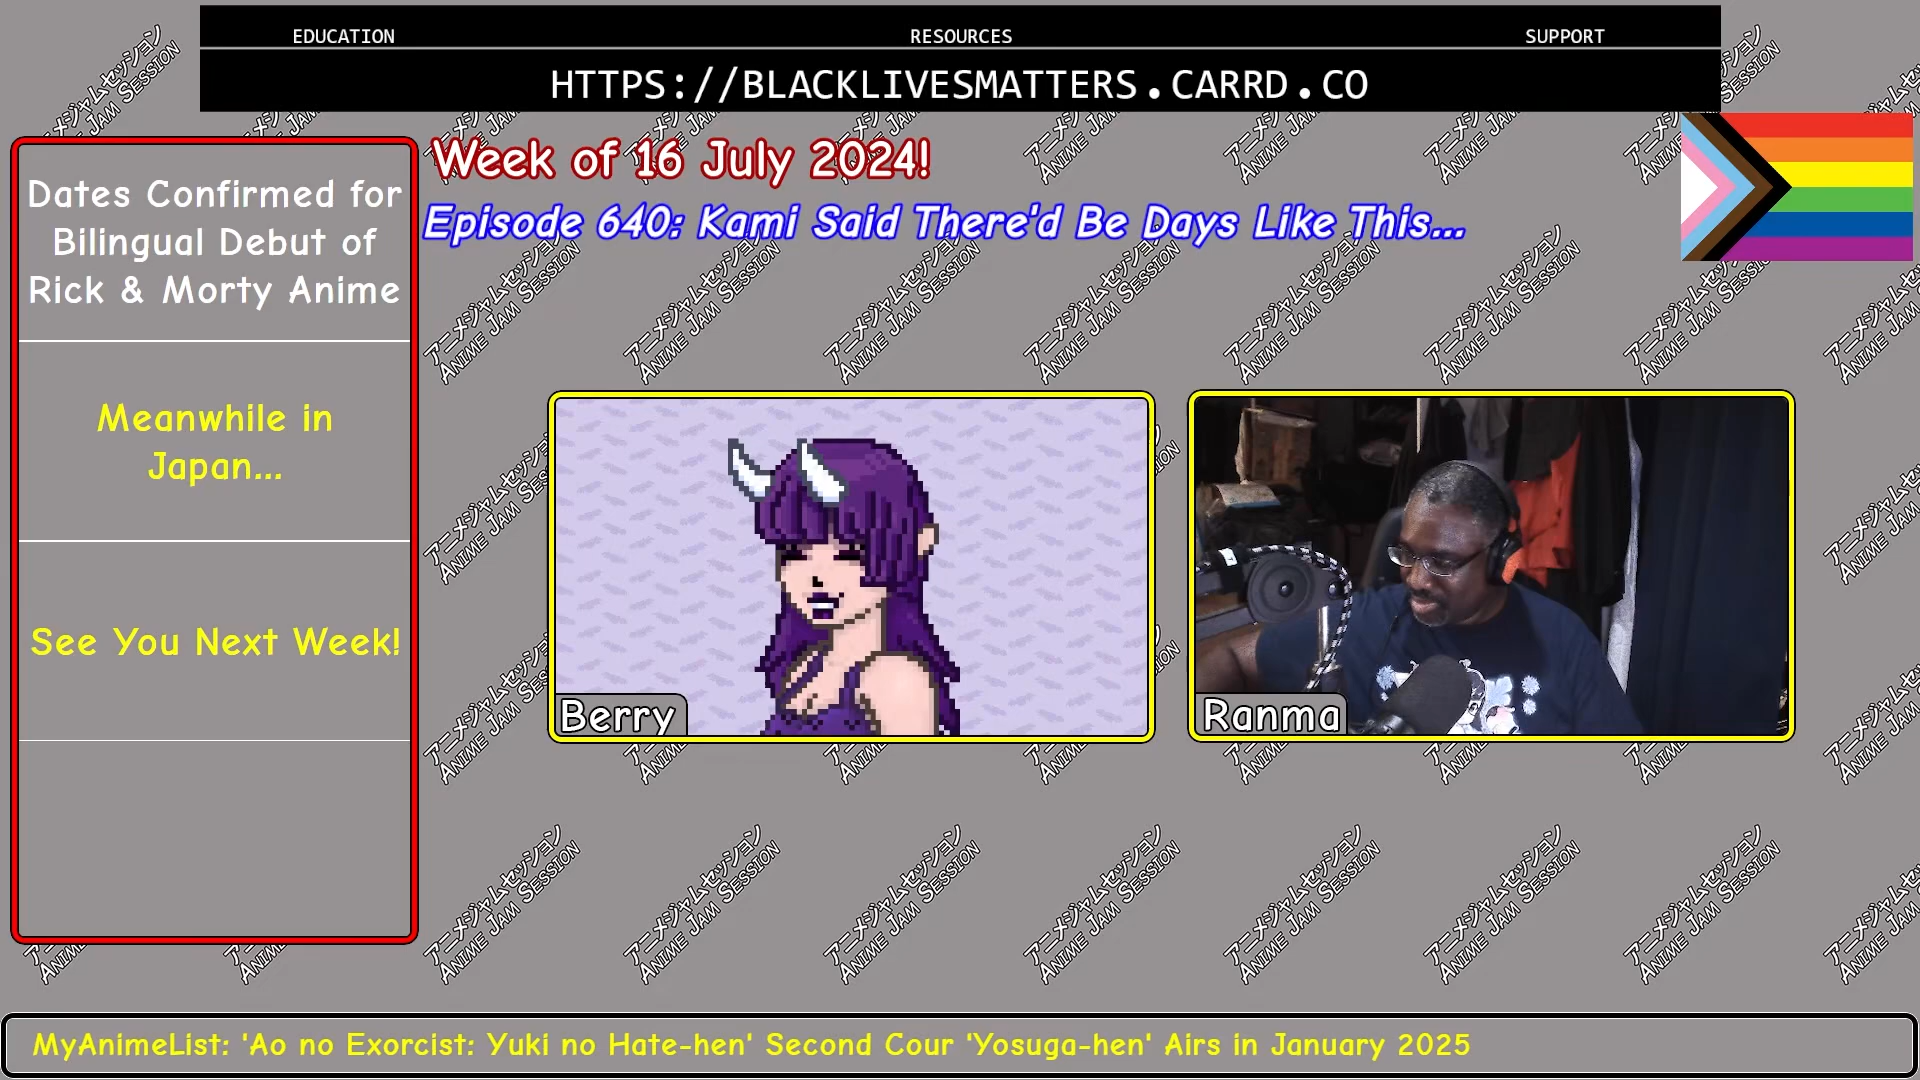 EDUCATION
RESOURCES
SUPPORT
HTTPS://BLACKLIVESMATTERS.CARRD.CO
Week of 16 July 2024!
Episode 640: Kami Said There'd Be Days Like This...
Dates Confirmed for
Bilingual Debut of
Rick & Morty Anime
Meanwhile in
Japan...
See You Next Week!
アニメジャムセッション
ANIME JAM SESSION
Berry
Ranma
MyAnimeList: 'Ao no Exorcist: Yuki no Hate-hen' Second Cour 'Yosuga-hen' Airs in January 2025